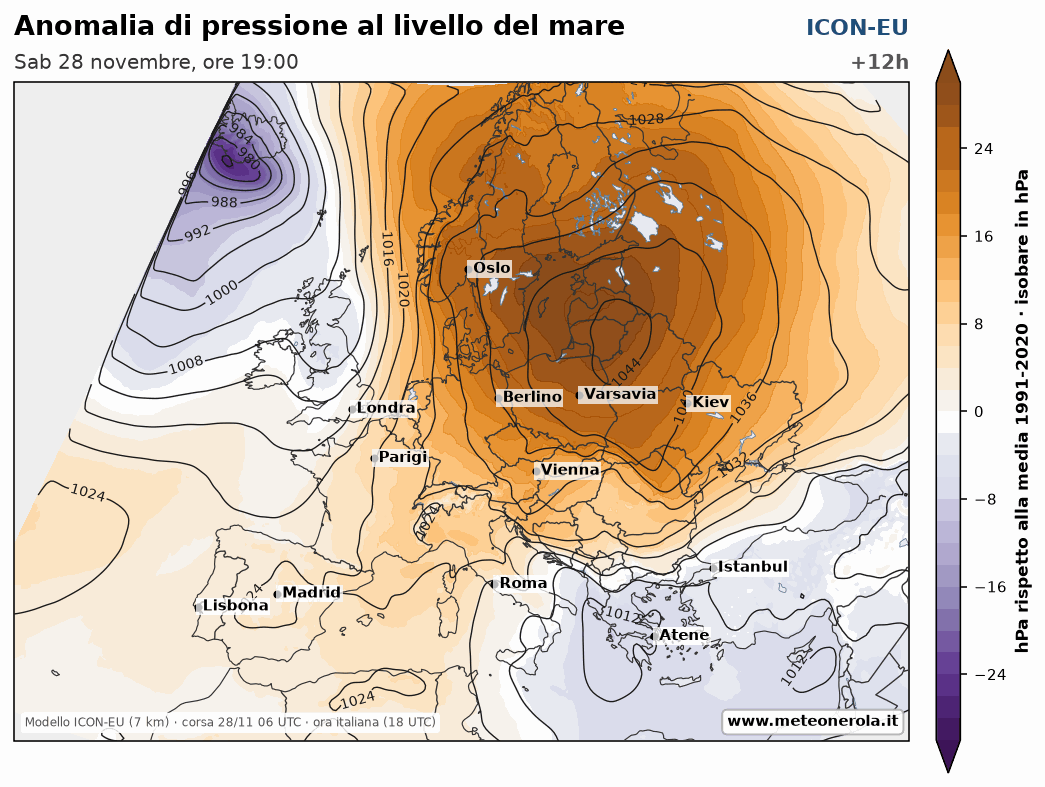 Anomalia di pressione al livello del mare
ICON-EU
Sab 28 novembre, ore 19:00
+12h
984
980
996
988
992
1000
1008
1016
1020
1028
1044
1036
1024
1024
1024
1012
Oslo
Londra
Berlino
Varsavia
Kiev
Parigi
Vienna
Istanbul
Roma
Madrid
Lisbona
Atene
24
16
8
0
−8
−16
−24
hPa rispetto alla media 1991-2020 · isobare in hPa
Modello ICON-EU (7 km) · corsa 28/11 06 UTC · ora italiana (18 UTC)
www.meteonerola.it